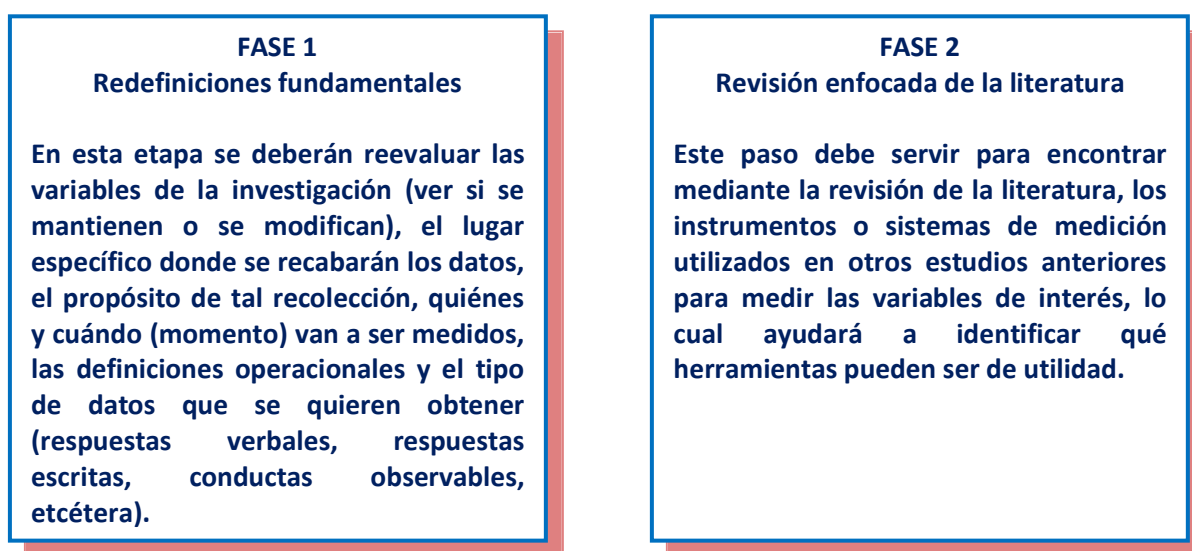 FASE 1
Redefiniciones fundamentales
En esta etapa se deberán reevaluar las
variables de la investigación (ver si se
mantienen o se modifican), el lugar
específico donde se recabarán los datos,
el propósito de tal recolección, quiénes
y cuándo (momento) van a ser medidos,
las definiciones operacionales y el tipo
de datos que se quieren obtener
(respuestas verbales, respuestas
escritas, conductas observables,
etcétera).
FASE 2
Revisión enfocada de la literatura
Este paso debe servir para encontrar
mediante la revisión de la literatura, los
instrumentos o sistemas de medición
utilizados en otros estudios anteriores
para medir las variables de interés, lo
cual ayudará a identificar qué
herramientas pueden ser de utilidad.